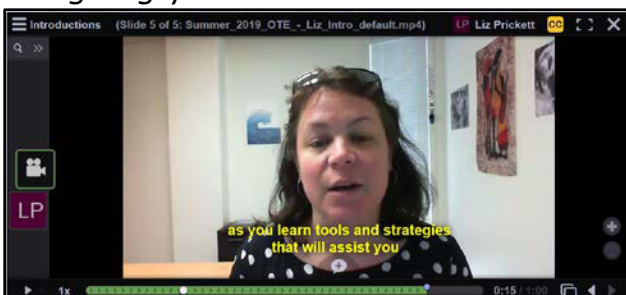 Introductions (Slide 5 of 5: Summer_2019_OTE_-_Liz_Intro_default.mp4) LP Liz Prickett CC
LP
as you learn tools and strategies
that will assist you
1x 0:15 / 1:00